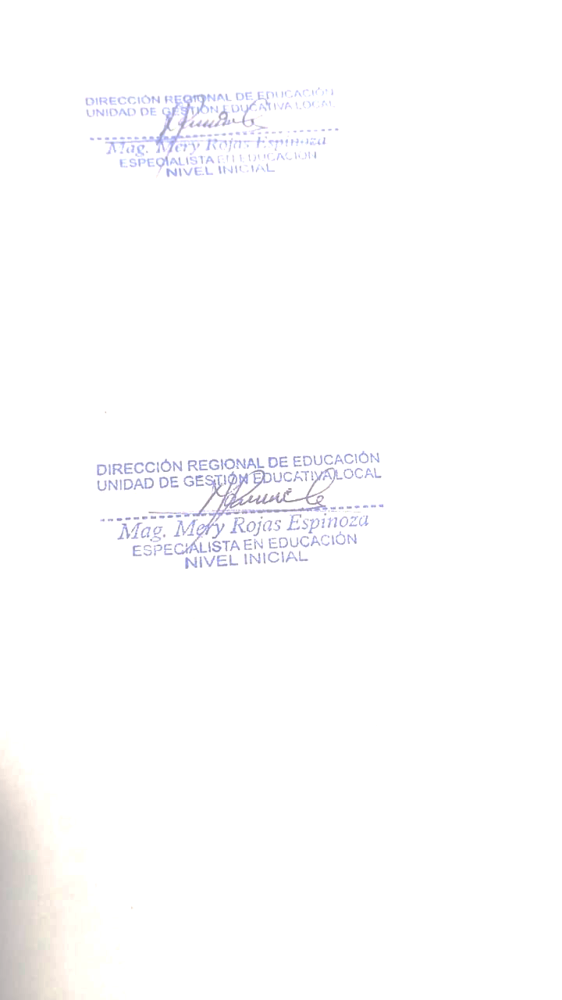 DIRECCIÓN REGIONAL DE EDUCACIÓN
UNIDAD DE GESTIÓN EDUCATIVA LOCAL
Mag. Mery Rojas Espinoza
ESPECIALISTA EN EDUCACIÓN
NIVEL INICIAL
DIRECCIÓN REGIONAL DE EDUCACIÓN
UNIDAD DE GESTIÓN EDUCATIVA LOCAL
Mag. Mery Rojas Espinoza
ESPECIALISTA EN EDUCACIÓN
NIVEL INICIAL